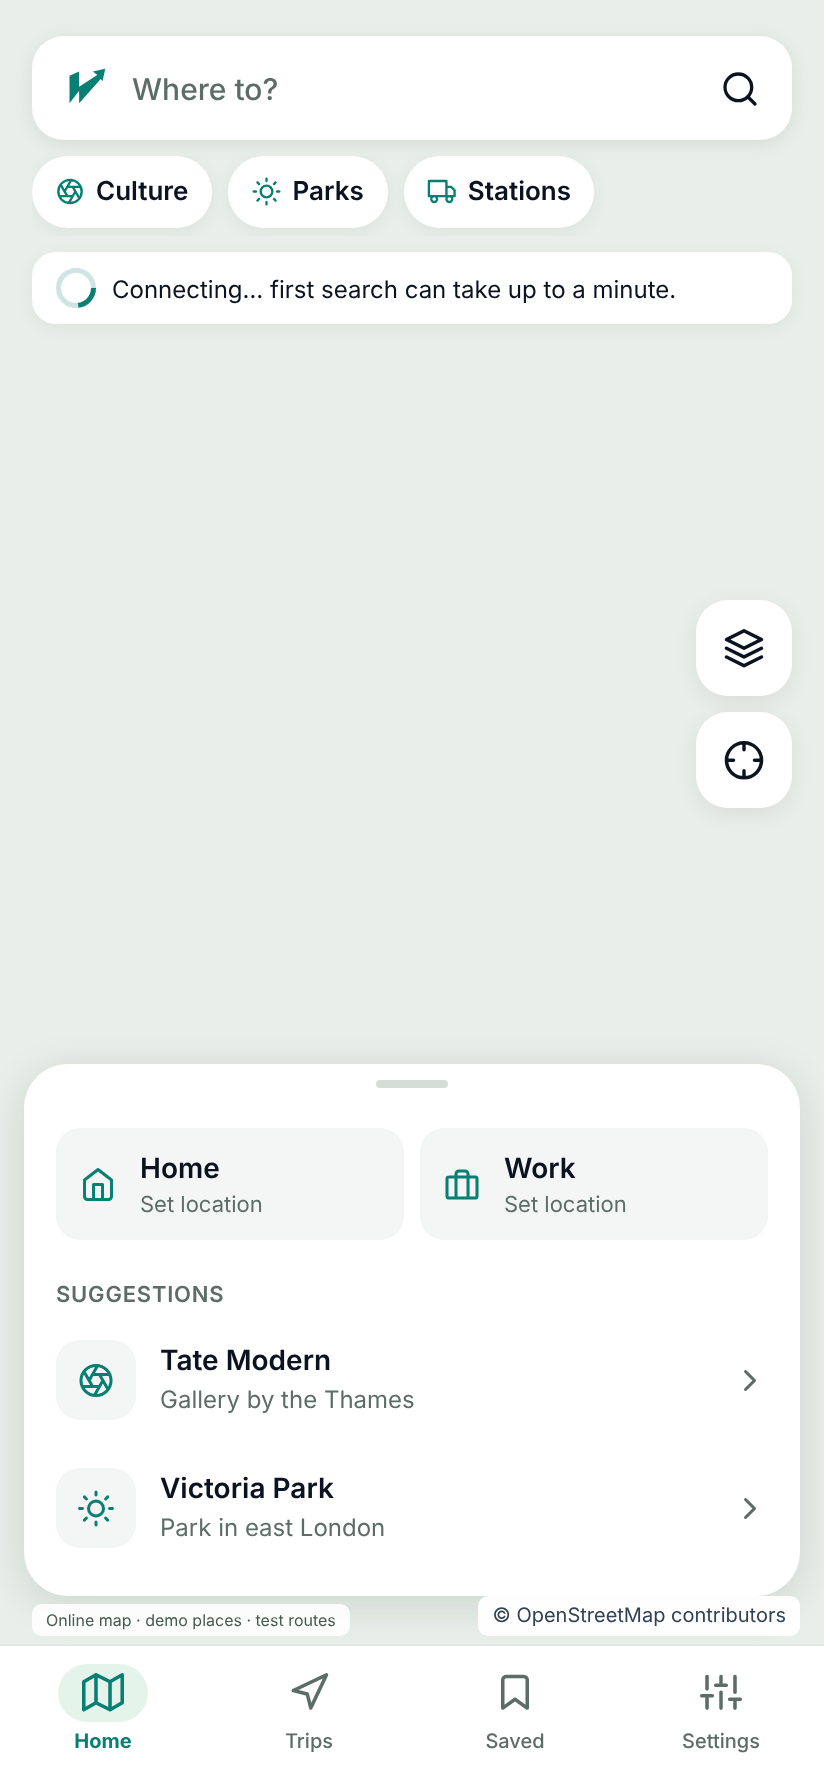 Where to?
Culture
Parks
Stations
Connecting... first search can take up to a minute.
Home
Set location
Work
Set location
SUGGESTIONS
Tate Modern
Gallery by the Thames
Victoria Park
Park in east London
Online map · demo places · test routes
© OpenStreetMap contributors
Home
Trips
Saved
Settings